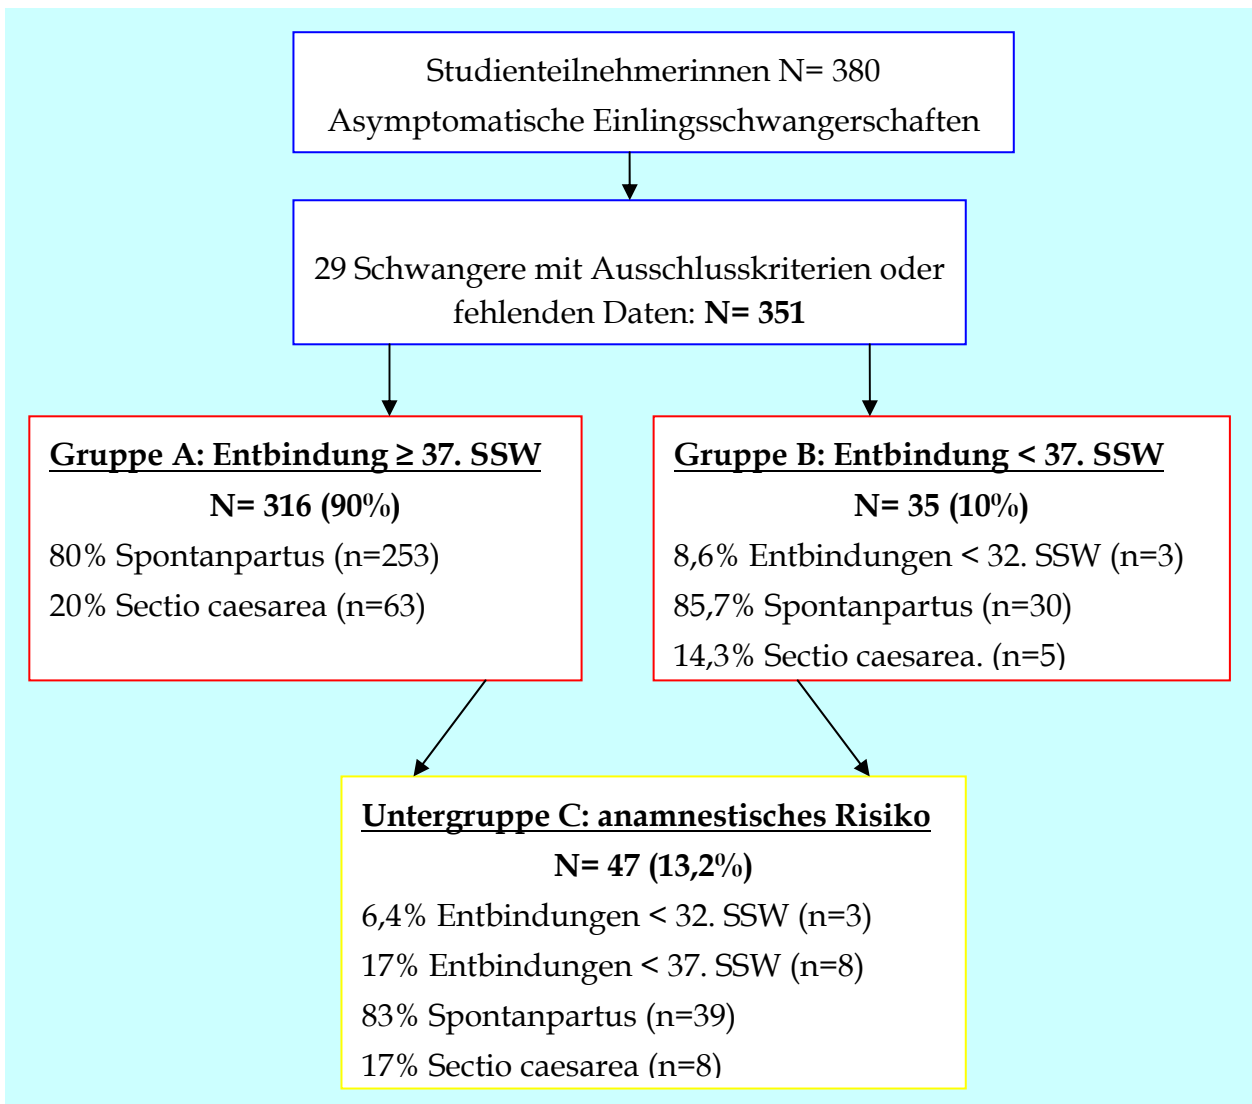 Studienteilnehmerinnen N= 380
Asymptomatische Einlingsschwangerschaften
29 Schwangere mit Ausschlusskriterien oder
fehlenden Daten: N= 351
Gruppe A: Entbindung ≥ 37. SSW
N= 316 (90%)
80% Spontanpartus (n=253)
20% Sectio caesarea (n=63)
Gruppe B: Entbindung < 37. SSW
N= 35 (10%)
8,6% Entbindungen < 32. SSW (n=3)
85,7% Spontanpartus (n=30)
14,3% Sectio caesarea. (n=5)
Untergruppe C: anamnestisches Risiko
N= 47 (13,2%)
6,4% Entbindungen < 32. SSW (n=3)
17% Entbindungen < 37. SSW (n=8)
83% Spontanpartus (n=39)
17% Sectio caesarea (n=8)